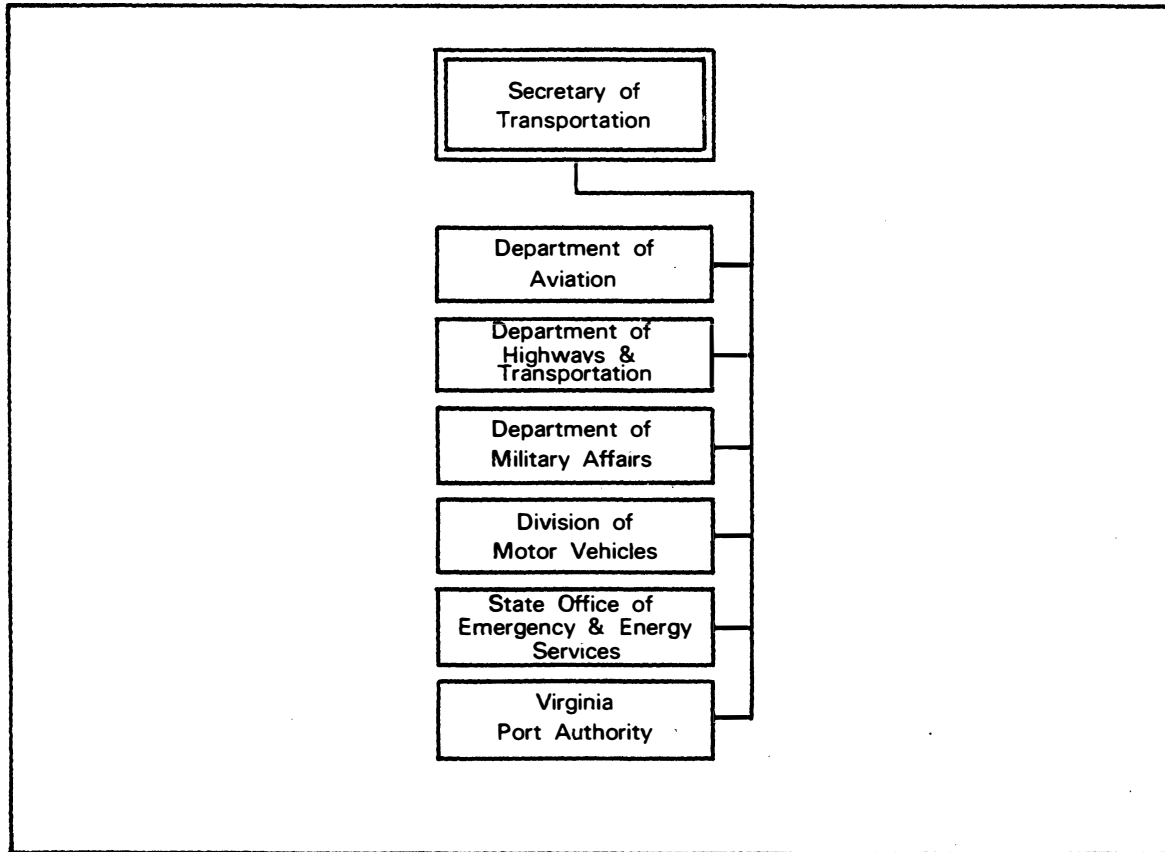 Secretary of
Transportation
Department of
Aviation
Department of
Highways &
Transportation
Department of
Military Affairs
Division of
Motor Vehicles
State Office of
Emergency & Energy
Services
Virginia
Port Authority